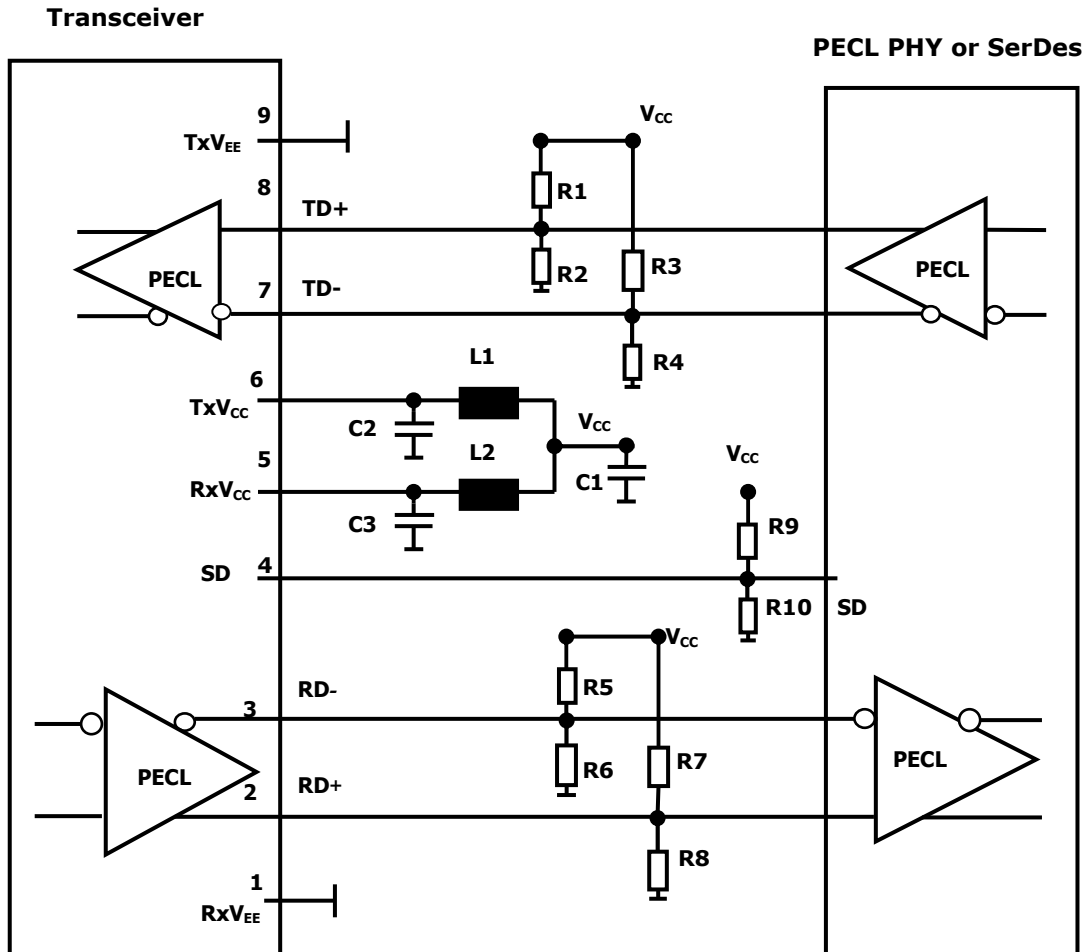 Transceiver
PECL PHY or SerDes
9
TxVEE
VCC
8
TD+
R1
PECL
R2
R3
PECL
7
TD-
R4
L1
6
TxVCC
C2
VCC
5
L2
VCC
RxVCC
C1
C3
R9
SD
4
R10
SD
VCC
RD-
R5
3
PECL
R6
R7
PECL
2
RD+
R8
1
RxVEE